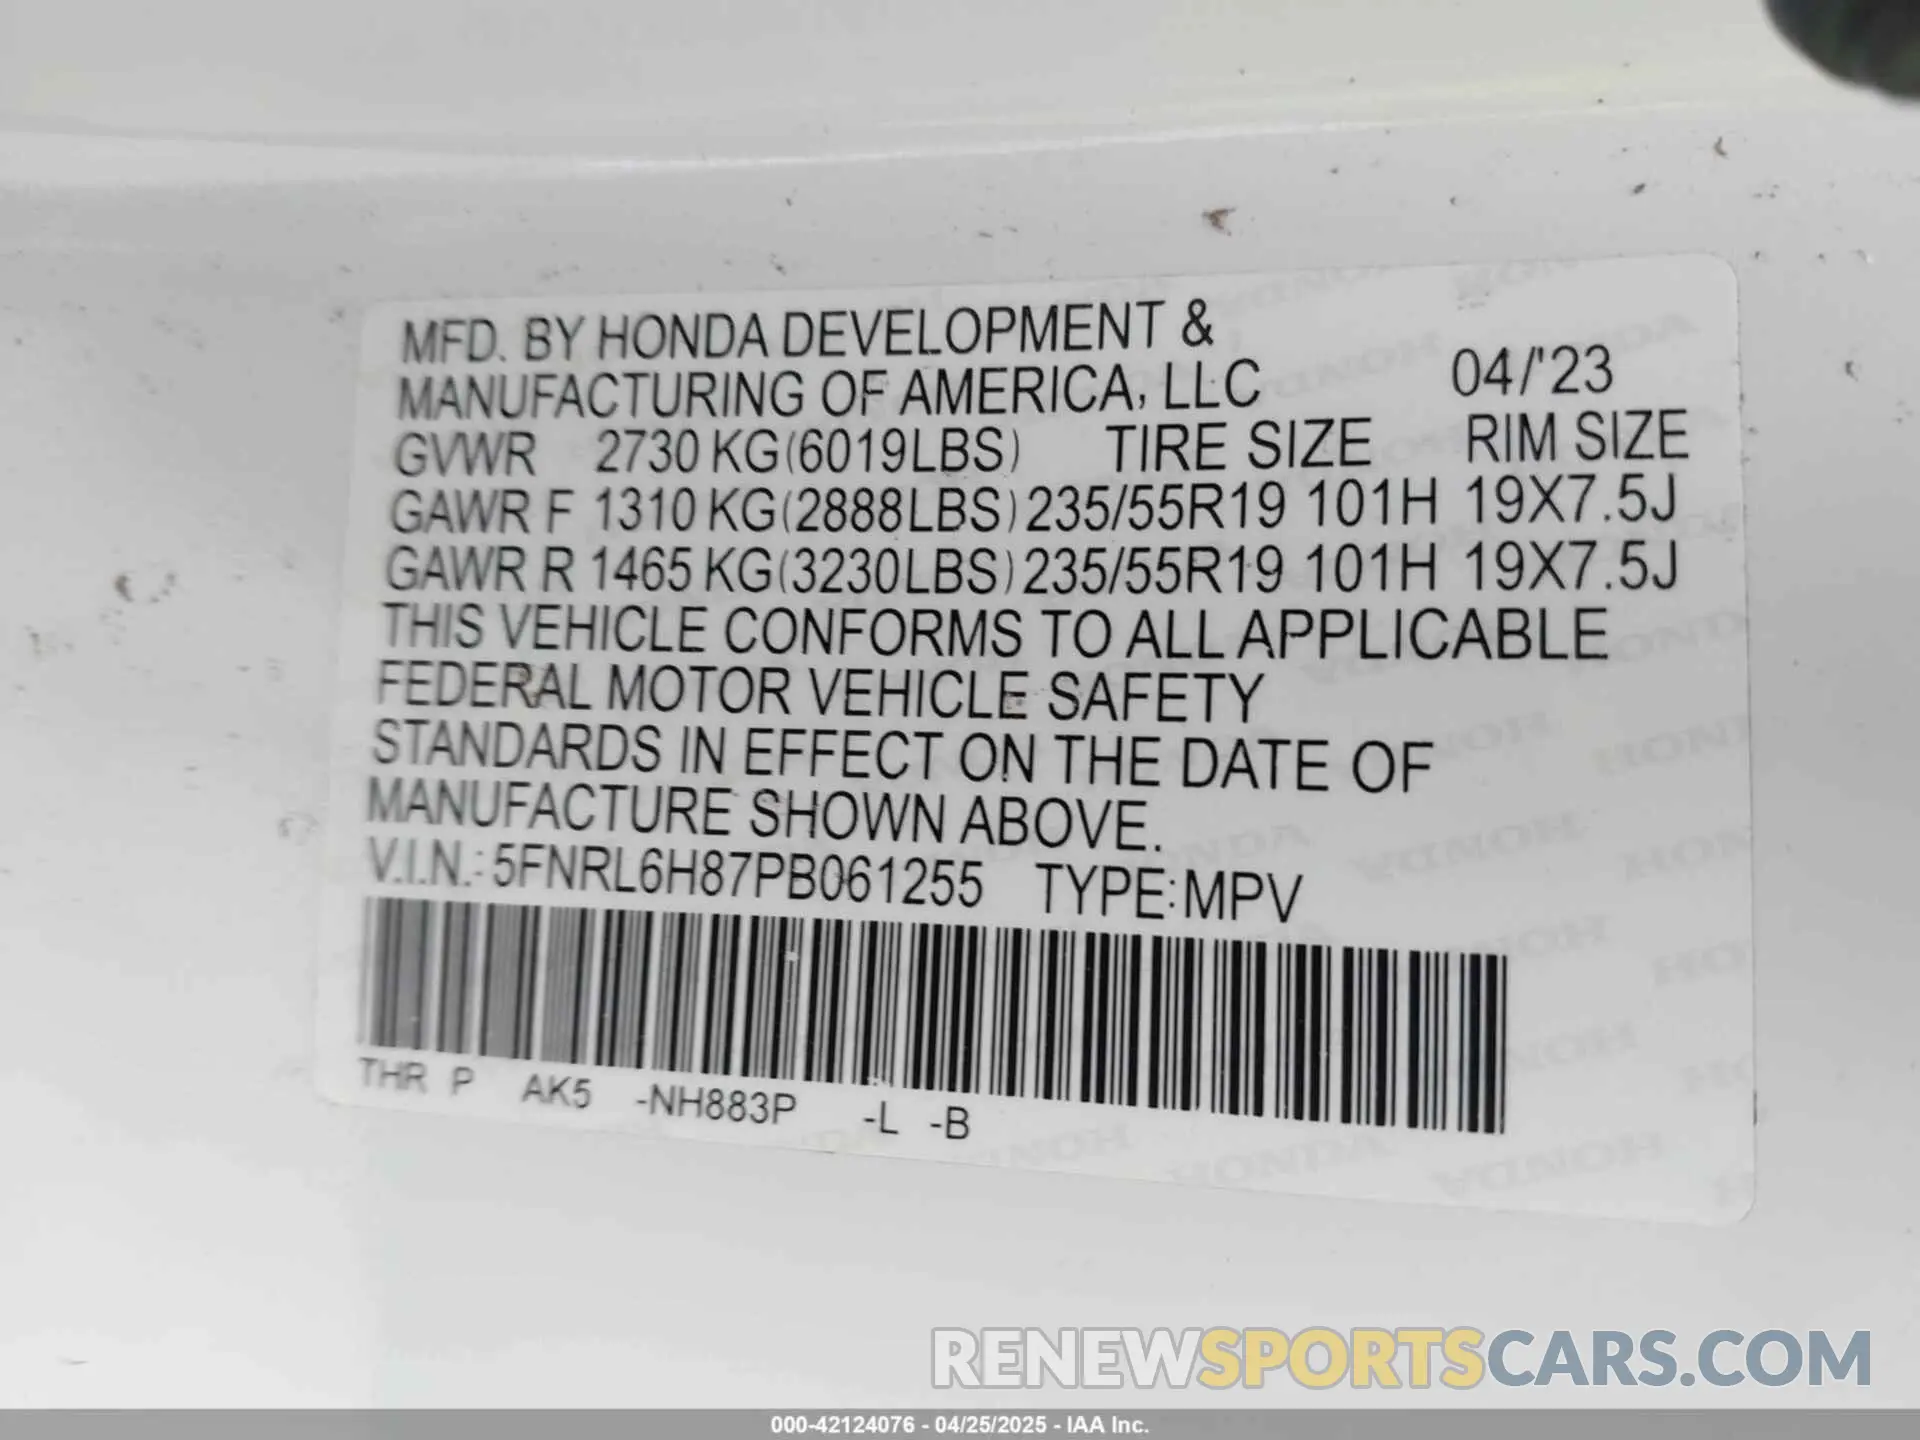 MFD. BY HONDA DEVELOPMENT &
MANUFACTURING OF AMERICA, LLC 04/'23
GVWR 2730 KG(6019LBS) TIRE SIZE RIM SIZE
GAWR F 1310 KG(2888LBS) 235/55R19 101H 19X7.5J
GAWR R 1465 KG(3230LBS) 235/55R19 101H 19X7.5J
THIS VEHICLE CONFORMS TO ALL APPLICABLE
FEDERAL MOTOR VEHICLE SAFETY
STANDARDS IN EFFECT ON THE DATE OF
MANUFACTURE SHOWN ABOVE.
V.I.N.: 5FNRL6H87PB061255 TYPE:MPV
THR P AK5 -NH883P -L -B
RENEWSPORTSCARS.COM
000-42124076 - 04/25/2025 - IAA Inc.